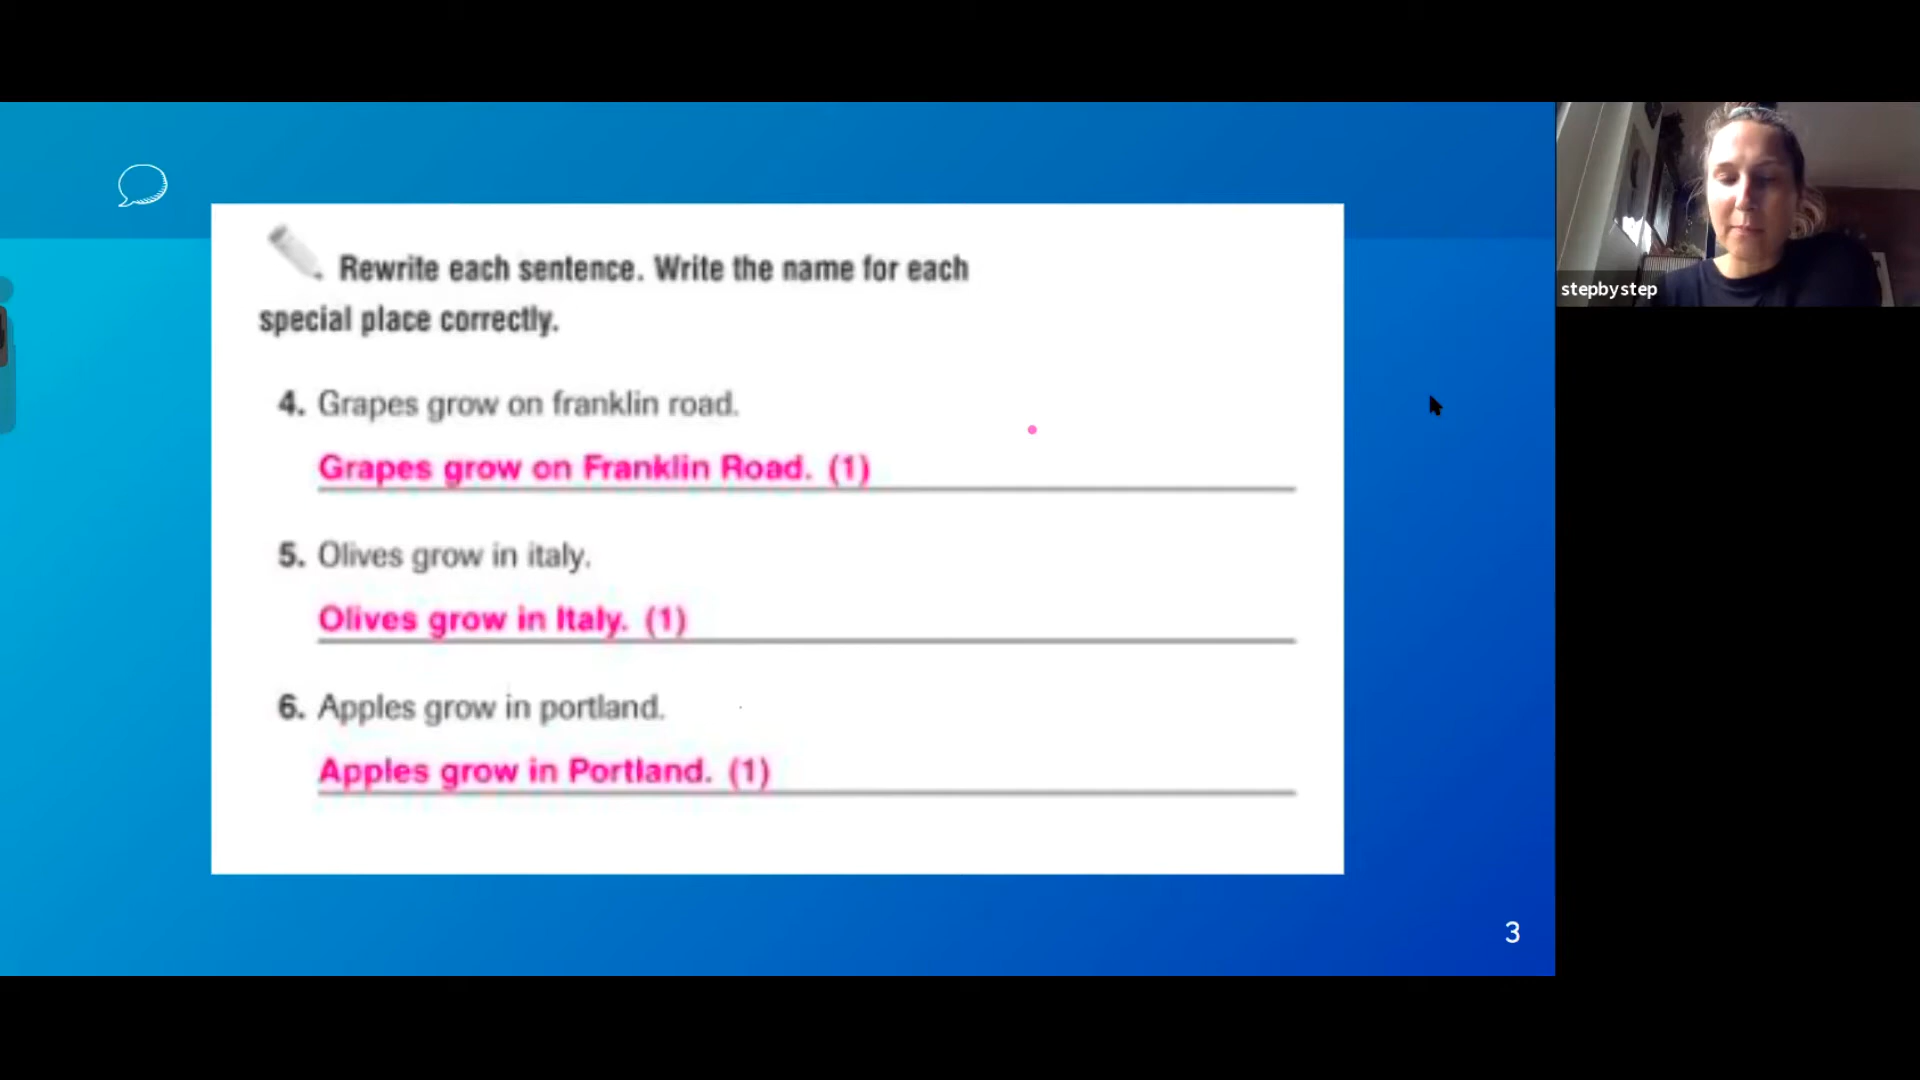 Rewrite each sentence. Write the name for each
special place correctly.
4. Grapes grow on franklin road.
Grapes grow on Franklin Road. (1)
5. Olives grow in italy.
Olives grow in Italy. (1)
6. Apples grow in portland.
Apples grow in Portland. (1)
3
stepbystep